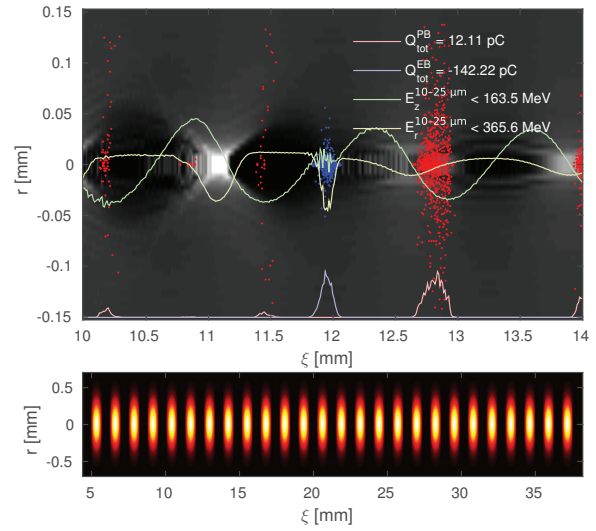 Q_tot^PB = 12.11 pC
Q_tot^EB = -142.22 pC
E_z^10-25 µm < 163.5 MeV
E_r^10-25 µm < 365.6 MeV
r [mm]
0.15
0.1
0.05
0
-0.05
-0.1
-0.15
10 10.5 11 11.5 12 12.5 13 13.5 14
ξ [mm]
r [mm]
0.5
0
-0.5
5 10 15 20 25 30 35
ξ [mm]